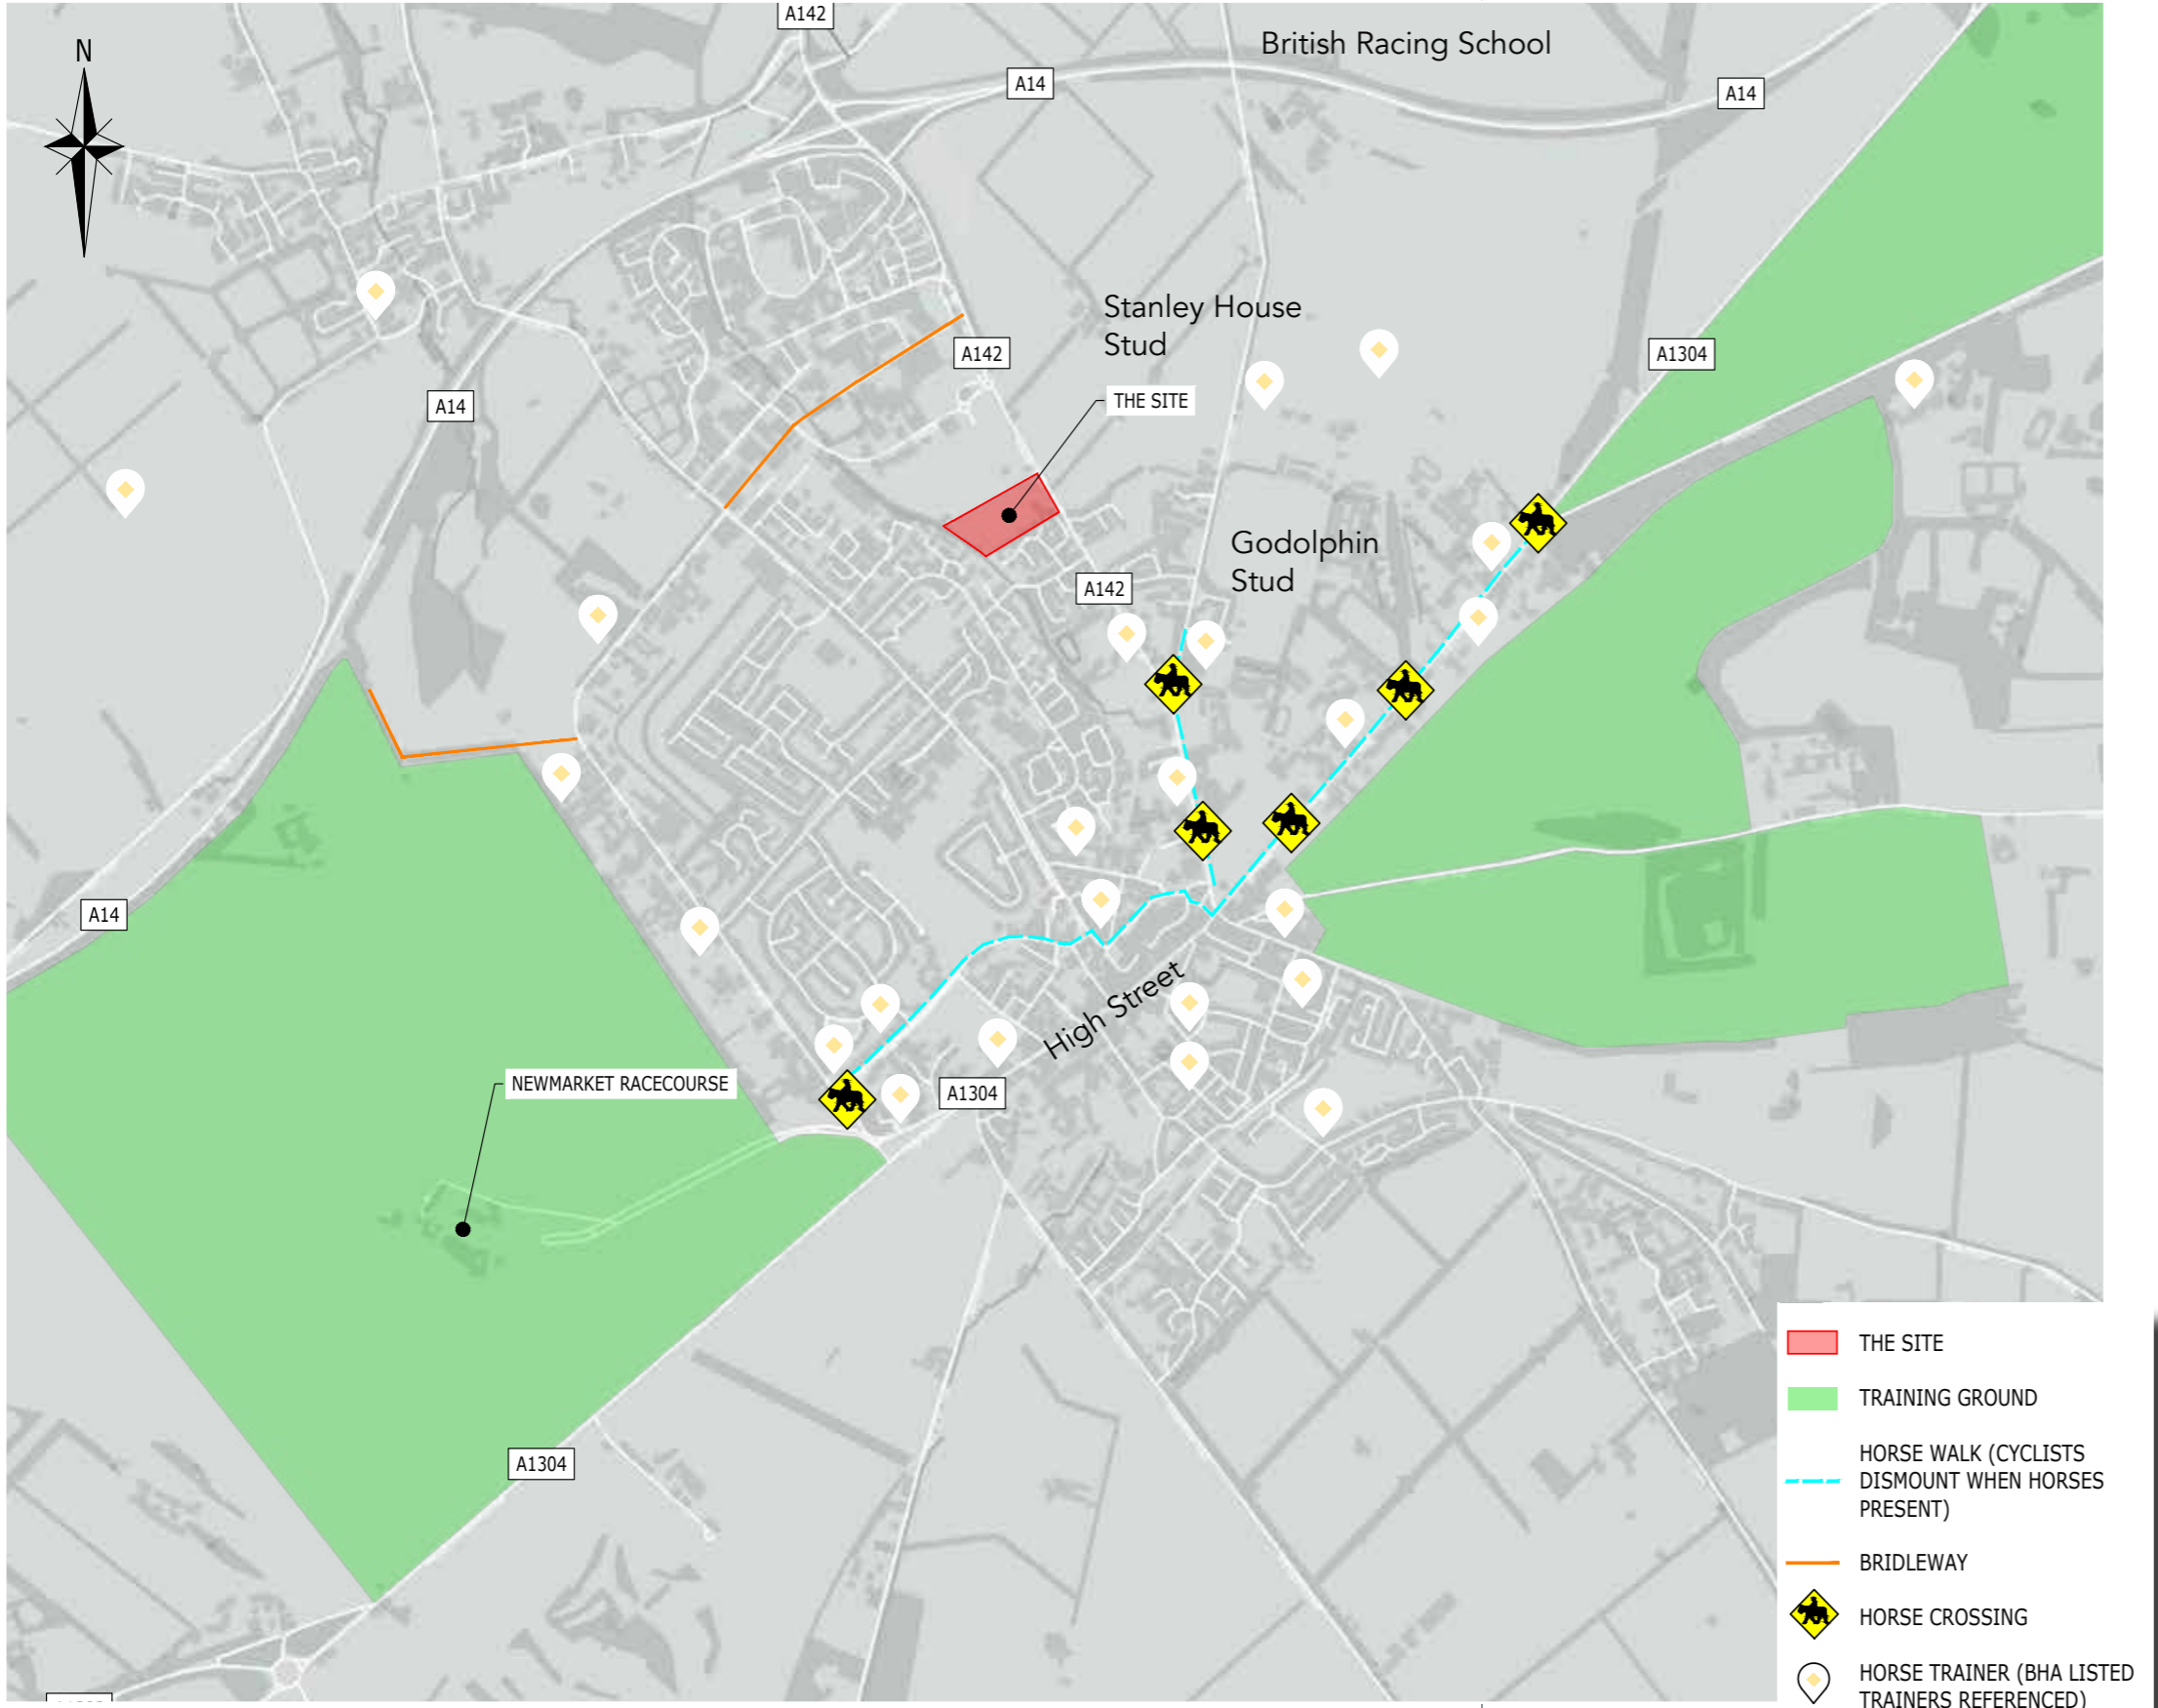 A142
British Racing School
N
A14
A14
Stanley House
Stud
A142
A1304
THE SITE
A14
Godolphin
Stud
A142
A14
High Street
NEWMARKET RACECOURSE
A1304
A1304
THE SITE
TRAINING GROUND
HORSE WALK (CYCLISTS
DISMOUNT WHEN HORSES
PRESENT)
BRIDLEWAY
HORSE CROSSING
HORSE TRAINER (BHA LISTED
TRAINERS REFERENCED)